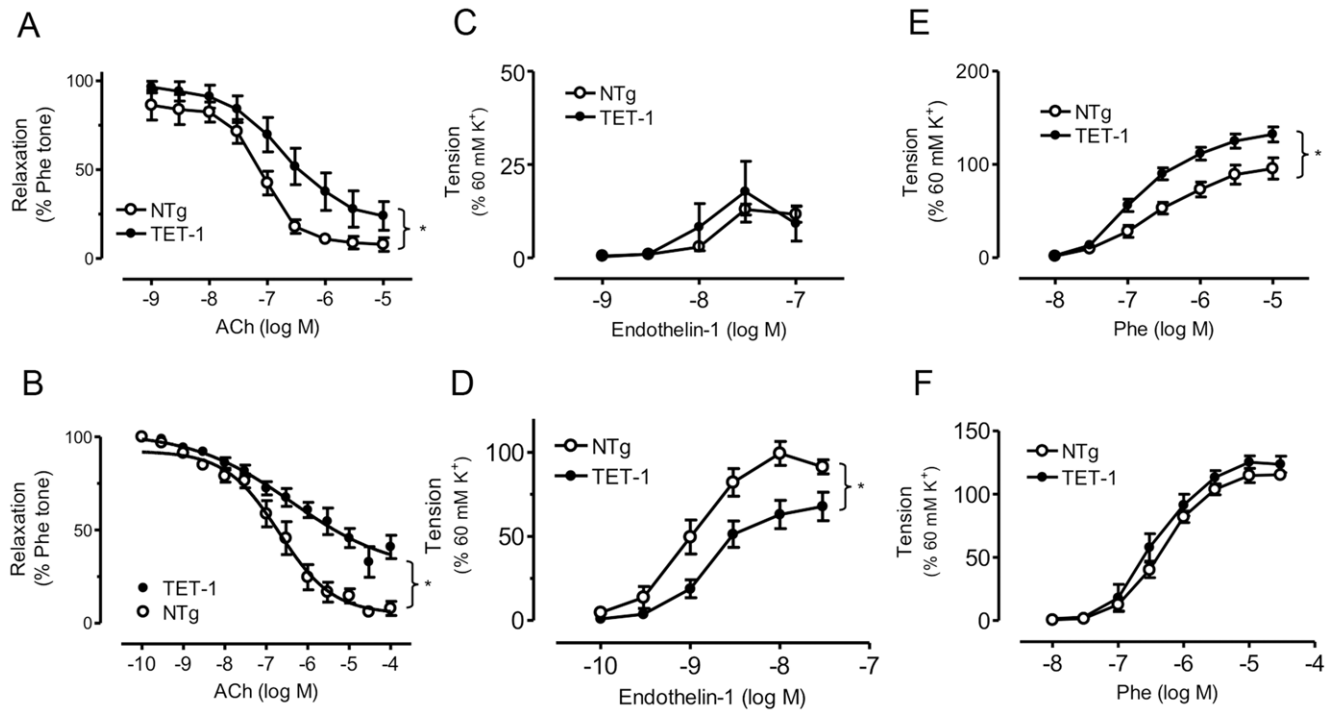 A
100
50
0
Relaxation
(% Phe tone)
NTg
TET-1
*
-9
-8
-7
-6
-5
ACh (log M)
C
50
25
0
Tension
(% 60 mM K⁺)
NTg
TET-1
-9
-8
-7
Endothelin-1 (log M)
E
200
100
0
Tension
(% 60 mM K⁺)
NTg
TET-1
*
-8
-7
-6
-5
Phe (log M)
B
100
50
0
Relaxation
(% Phe tone)
TET-1
NTg
*
-10
-9
-8
-7
-6
-5
-4
ACh (log M)
D
100
50
0
Tension
(% 60 mM K⁺)
NTg
TET-1
*
-10
-9
-8
-7
Endothelin-1 (log M)
F
150
100
50
0
Tension
(% 60 mM K⁺)
NTg
TET-1
-8
-7
-6
-5
-4
Phe (log M)